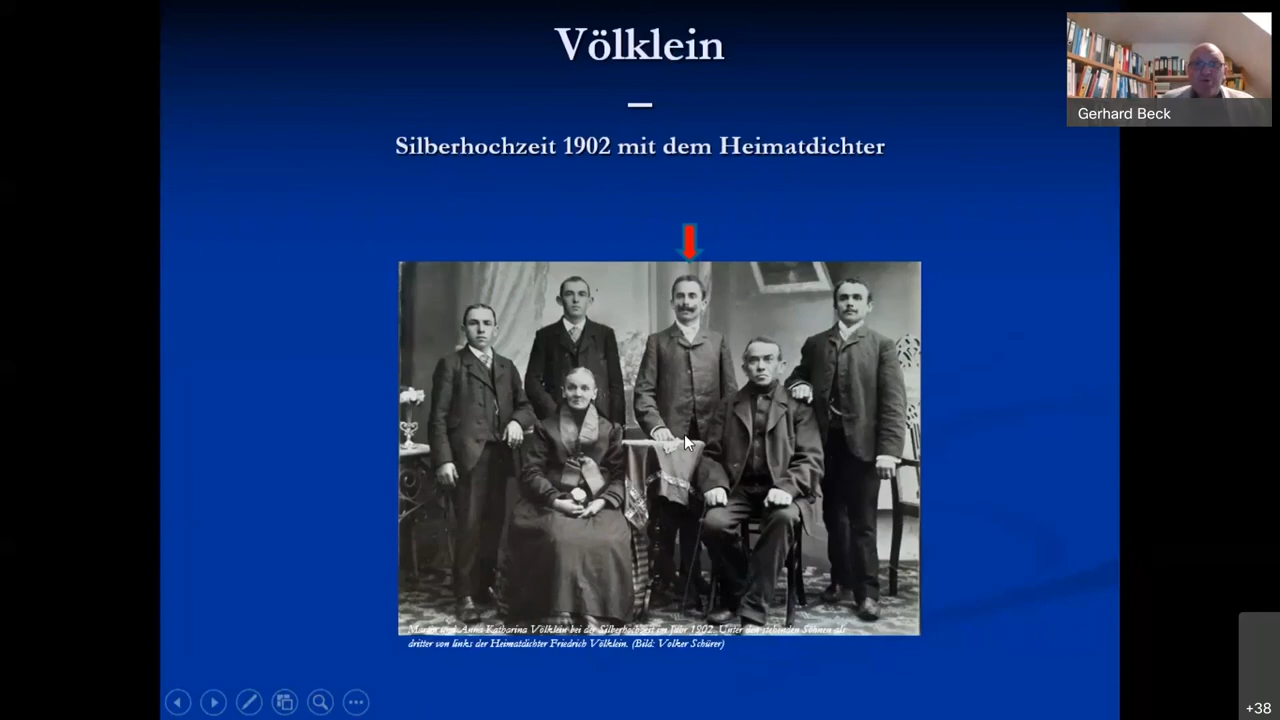 Völklein
–
Silberhochzeit 1902 mit dem Heimatdichter
Gerhard Beck
und Anna Katharina Völklein bei der Silberhochzeit im Jahr 1902. Unter den stehenden Söhnen als
dritter von links der Heimatdichter Friedrich Völklein. (Bild: Volker Schürer)
+38